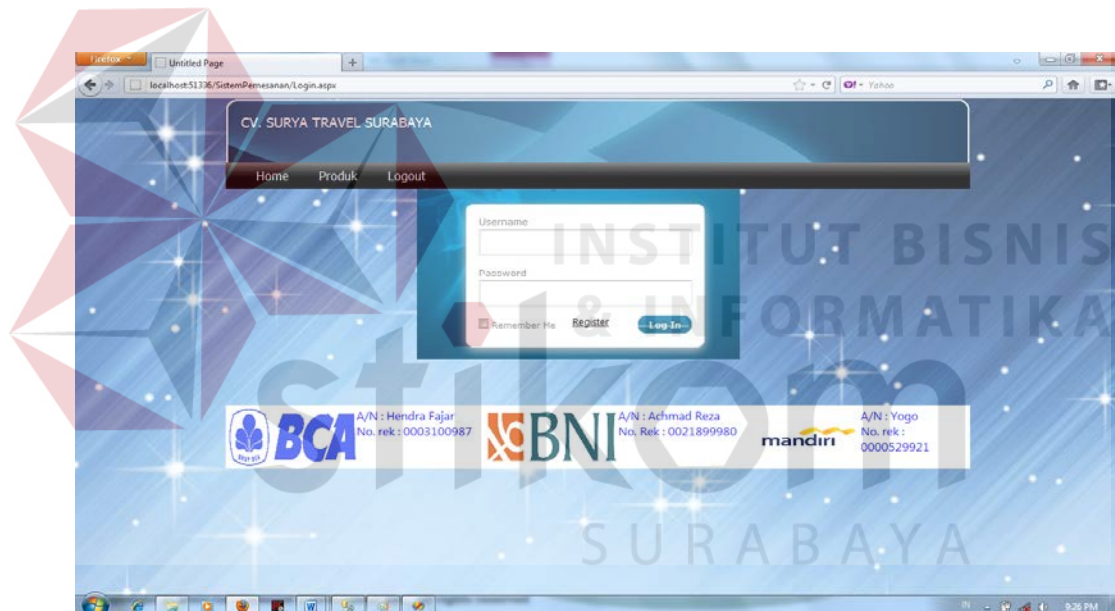 Firefox
Untitled Page
localhost:51336/SistemPemesanan/Login.aspx
Yahoo
CV. SURYA TRAVEL SURABAYA
Home Produk Logout
Username
Password
Remember Me Register Log In
BCA
A/N : Hendra Fajar
No. rek : 0003100987
BNI
A/N : Achmad Reza
No. Rek : 0021899980
mandiri
A/N : Yogo
No. rek :
0000529921
INSTITUT BISNIS
& INFORMATIKA
stikom
SURABAYA
IN
9:26 PM